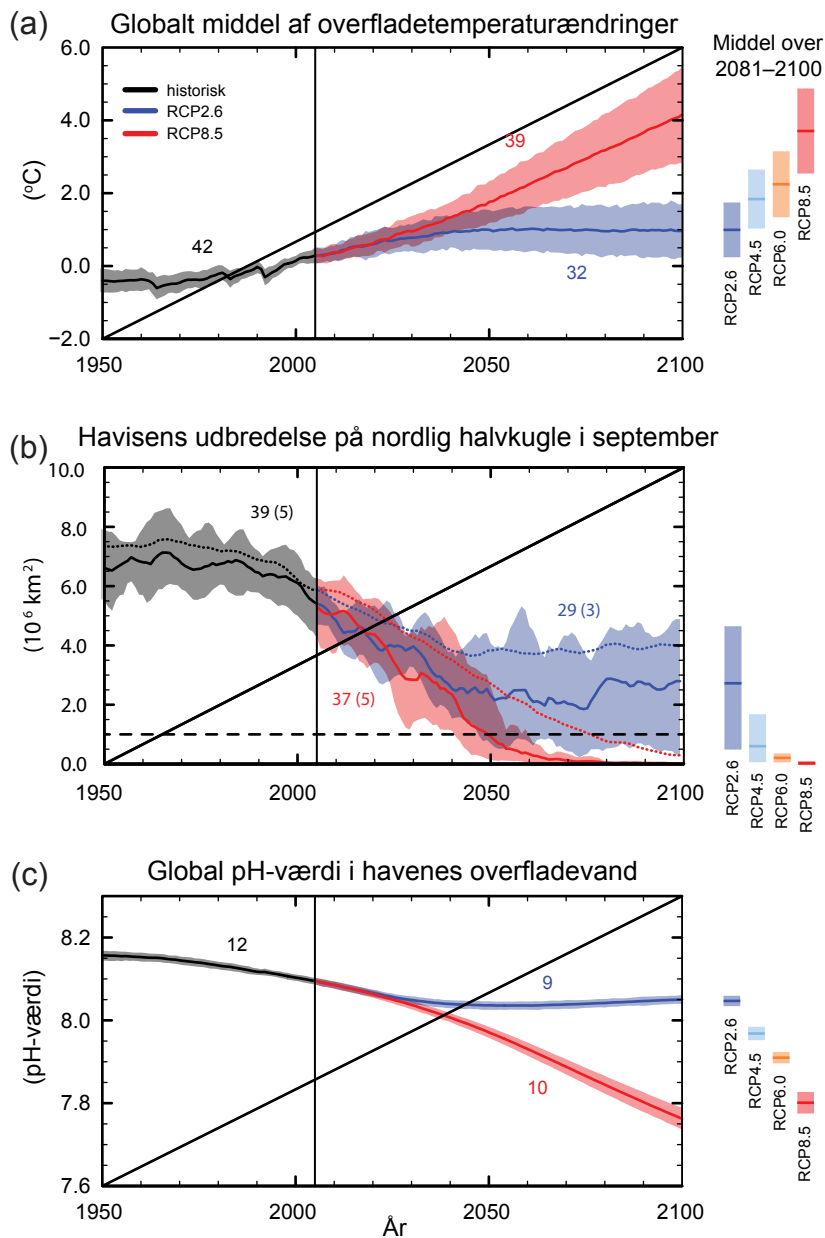 (a)
Globalt middel af overfladetemperaturændringer
Middel over
2081–2100
6.0
4.0
2.0
0.0
−2.0
(°C)
historisk
RCP2.6
RCP8.5
42
39
32
1950
2000
2050
2100
RCP2.6
RCP4.5
RCP6.0
RCP8.5
(b)
Havisens udbredelse på nordlig halvkugle i september
10.0
8.0
6.0
4.0
2.0
0.0
(10⁶ km²)
39 (5)
29 (3)
37 (5)
1950
2000
2050
2100
RCP2.6
RCP4.5
RCP6.0
RCP8.5
(c)
Global pH-værdi i havenes overfladevand
8.2
8.0
7.8
7.6
(pH-værdi)
12
9
10
1950
2000
2050
2100
År
RCP2.6
RCP4.5
RCP6.0
RCP8.5